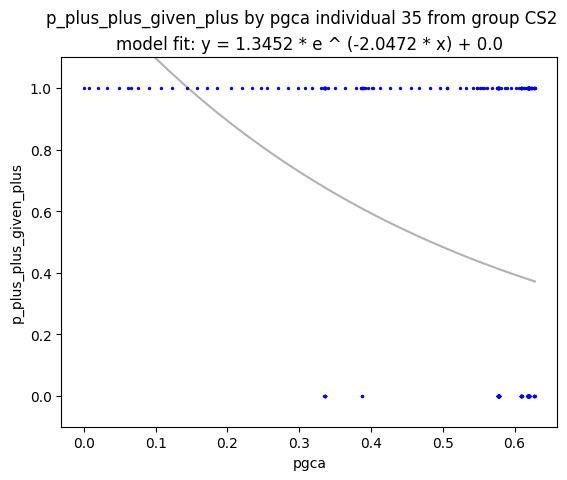 p_plus_plus_given_plus by pgca individual 35 from group CS2
model fit: y = 1.3452 * e ^ (-2.0472 * x) + 0.0
p_plus_plus_given_plus
1.0
0.8
0.6
0.4
0.2
0.0
0.0 0.1 0.2 0.3 0.4 0.5 0.6
pgca